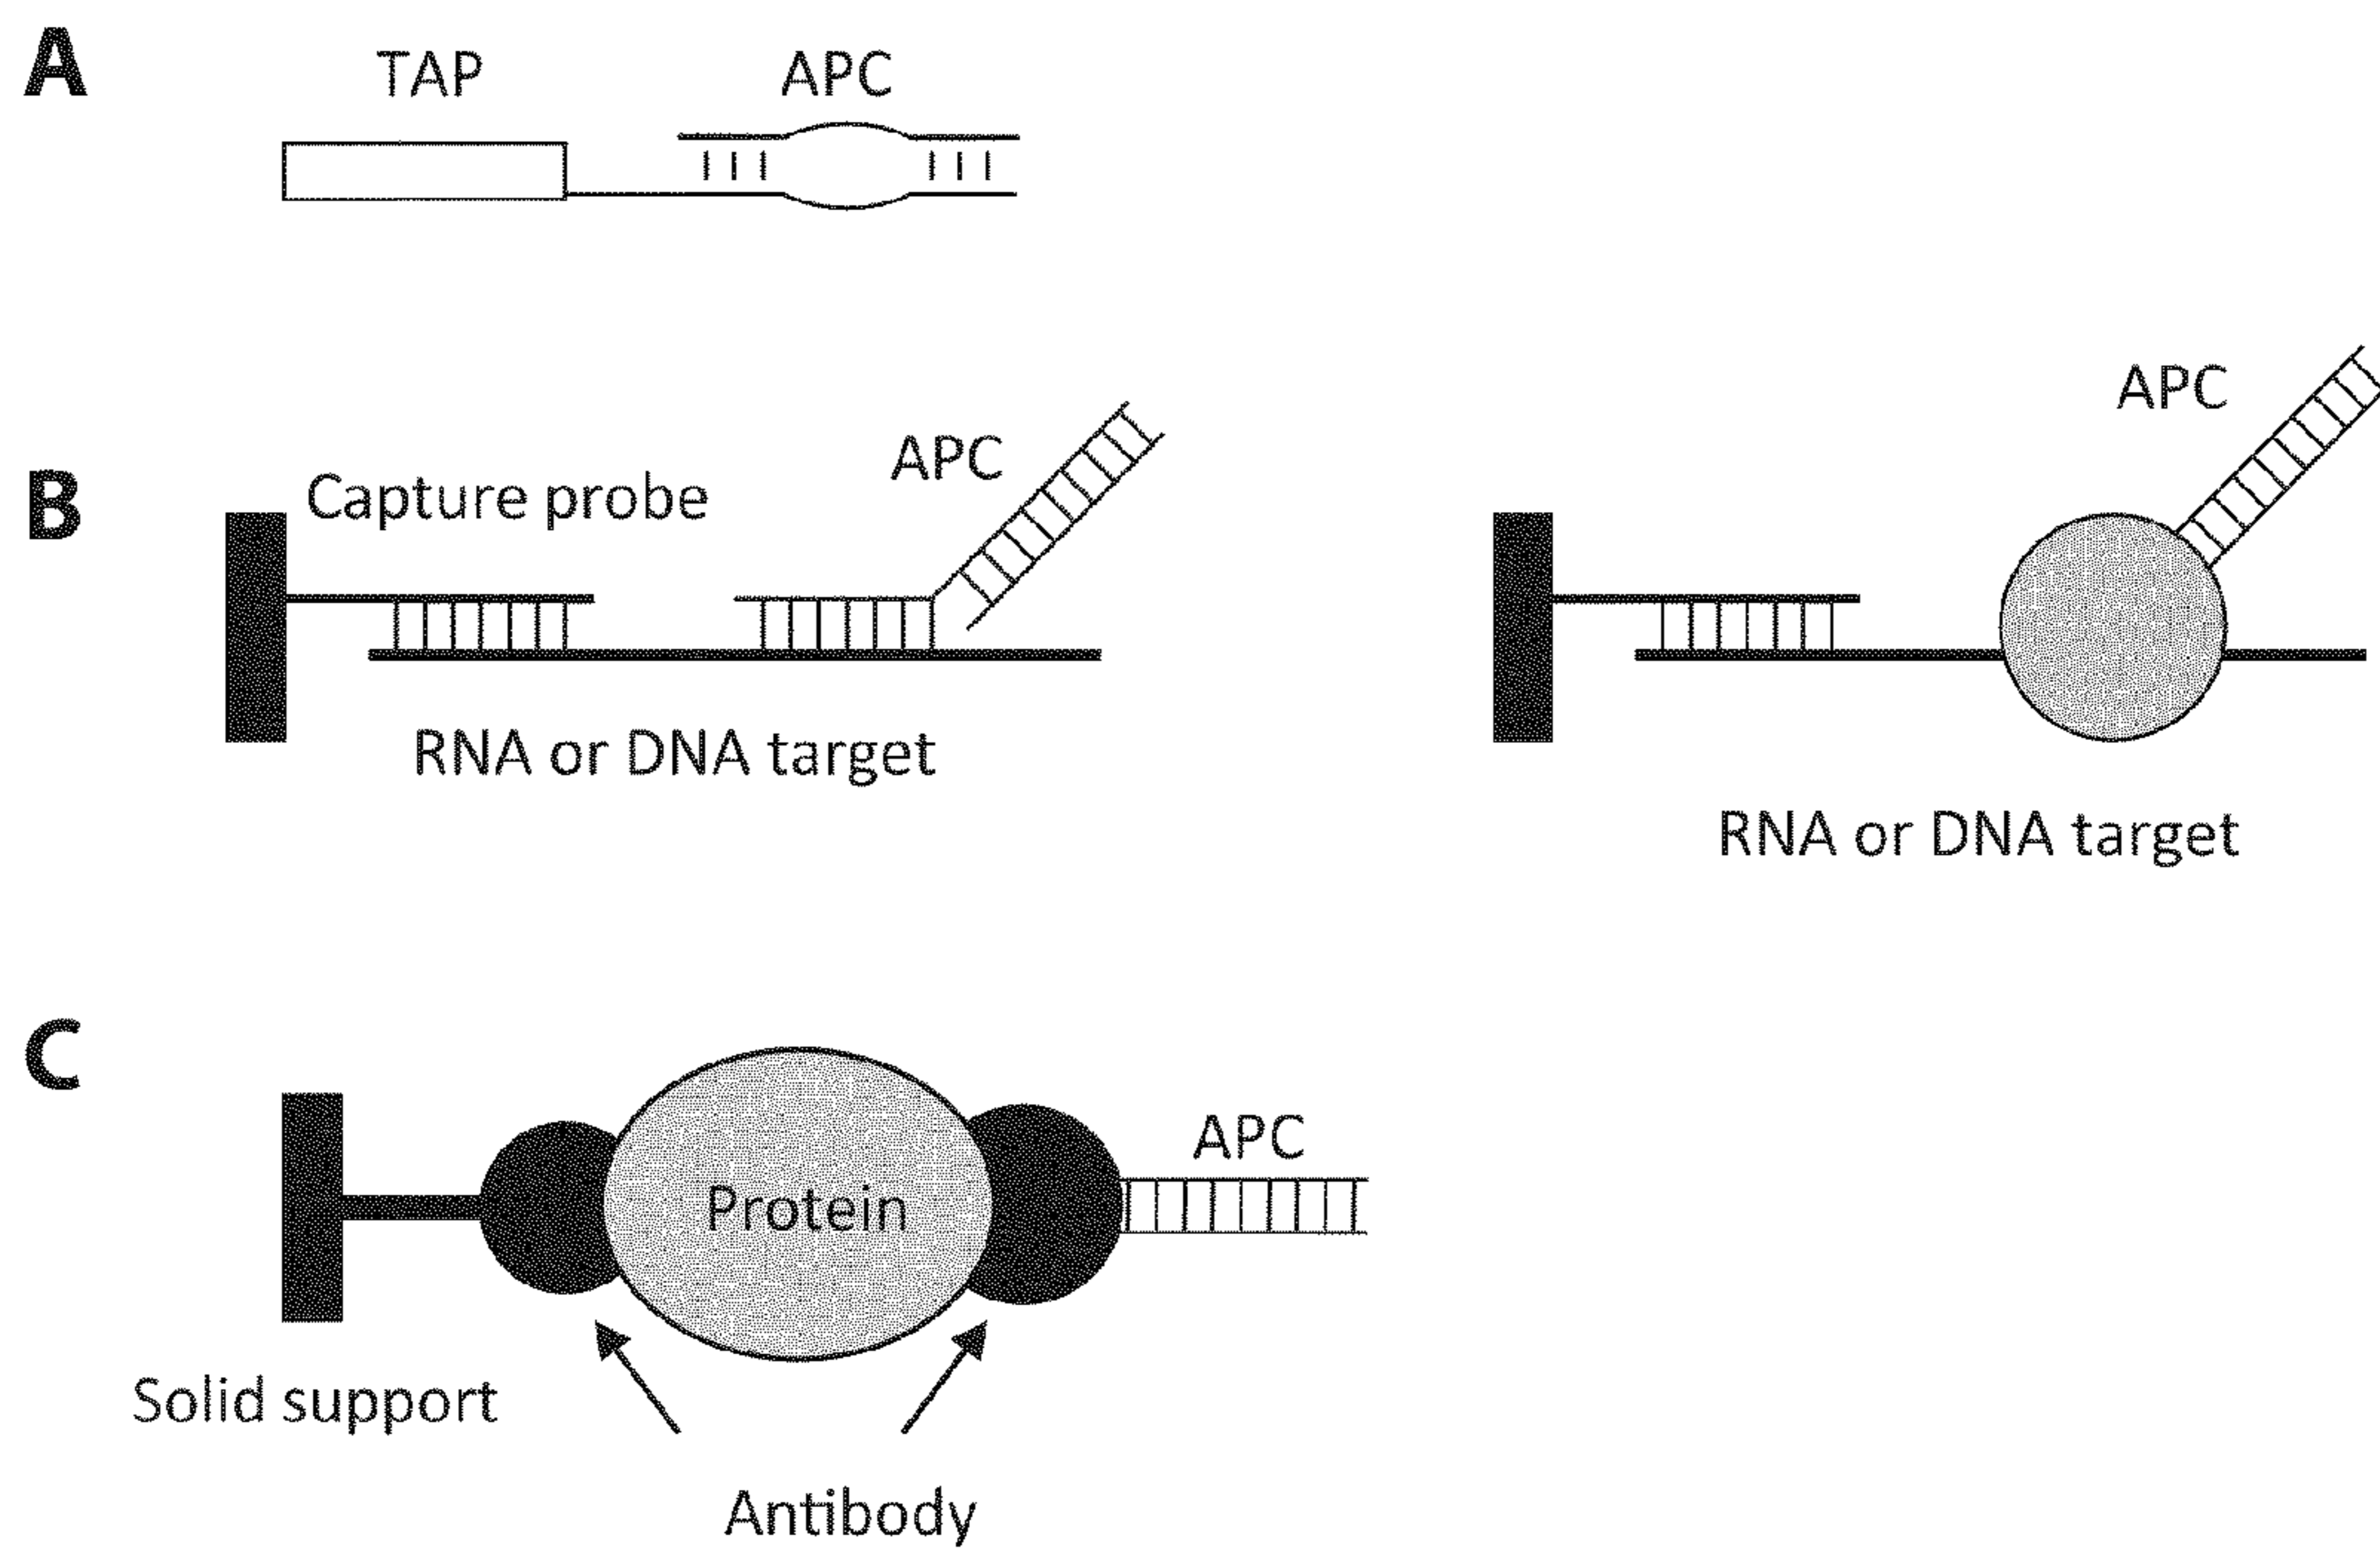 A
TAP
APC
B
Capture probe
APC
RNA or DNA target
APC
RNA or DNA target
C
Protein
APC
Solid support
Antibody